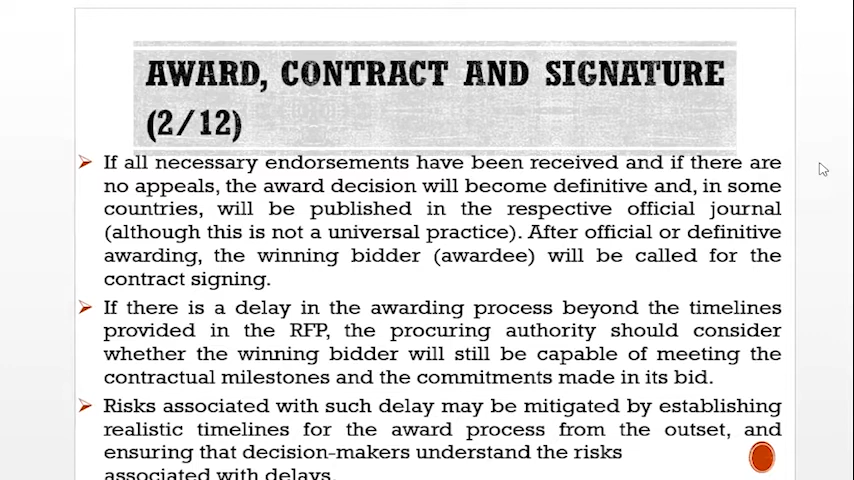 AWARD, CONTRACT AND SIGNATURE
(2/12)
If all necessary endorsements have been received and if there are
no appeals, the award decision will become definitive and, in some
countries, will be published in the respective official journal
(although this is not a universal practice). After official or definitive
awarding, the winning bidder (awardee) will be called for the
contract signing.
If there is a delay in the awarding process beyond the timelines
provided in the RFP, the procuring authority should consider
whether the winning bidder will still be capable of meeting the
contractual milestones and the commitments made in its bid.
Risks associated with such delay may be mitigated by establishing
realistic timelines for the award process from the outset, and
ensuring that decision-makers understand the risks
associated with delays.